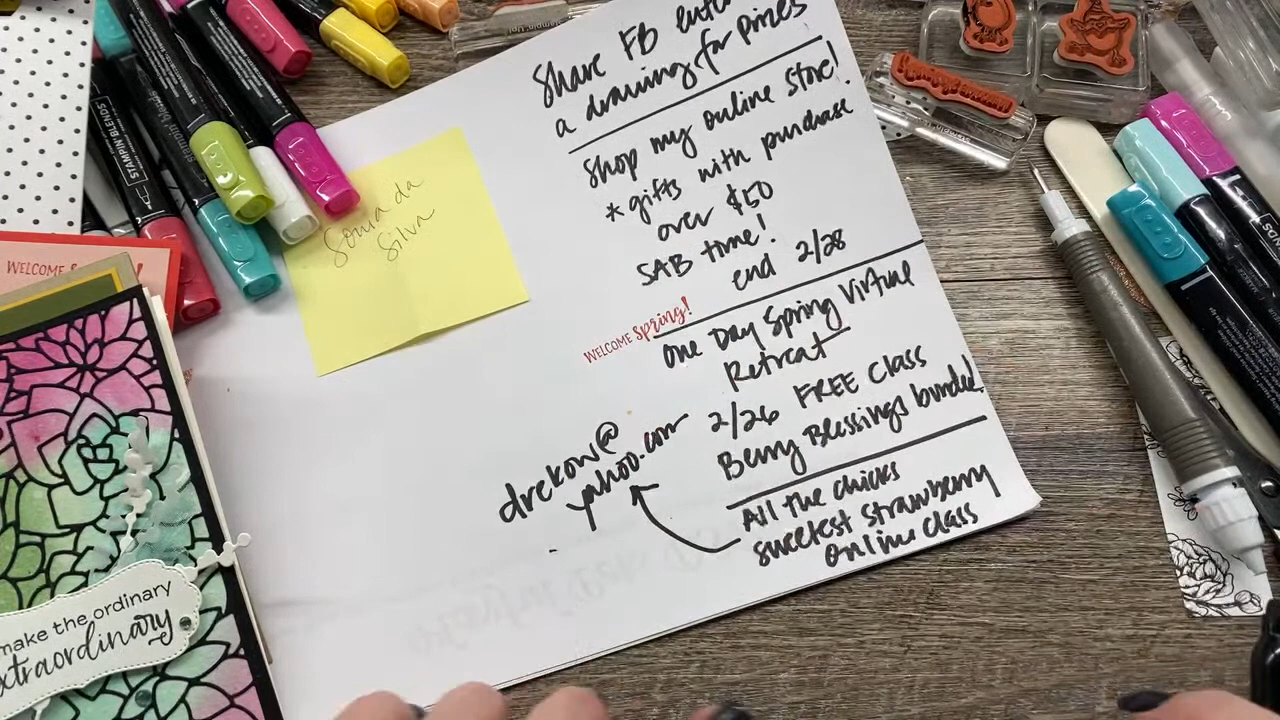 Share FB enter
a drawing for prizes
Shop my online store!
* gifts with purchase
over $50
SAB time!
end 2/28
WELCOME spring!
One Day Spring Virtual
Retreat
2/26 FREE Class
Berry Blessings bundle!
All the chicks
sweetest strawberry
online class
drekow@
yahoo.com
Sonia da
Silva
STAMPIN' BLENDS
WELCOME
make the ordinary
extraordinary